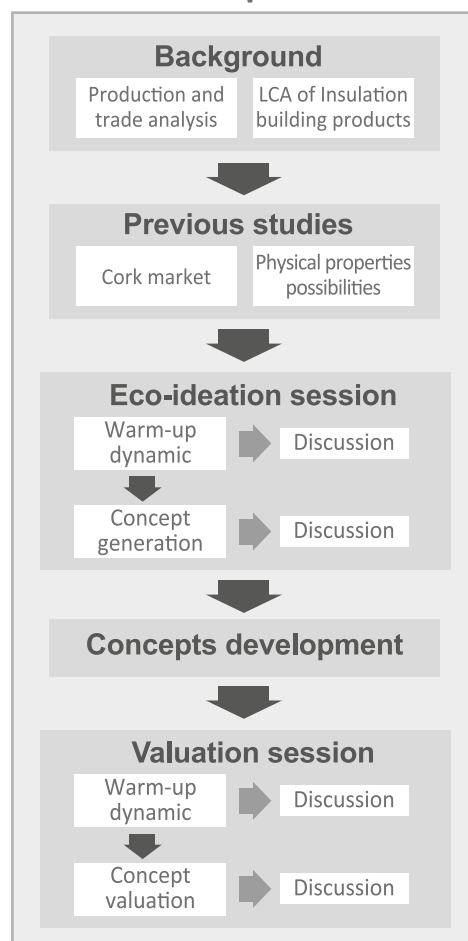 Background
Production and
trade analysis
LCA of Insulation
building products
Previous studies
Cork market
Physical properties
possibilities
Eco-ideation session
Warm-up
dynamic
Discussion
Concept
generation
Discussion
Concepts development
Valuation session
Warm-up
dynamic
Discussion
Concept
valuation
Discussion